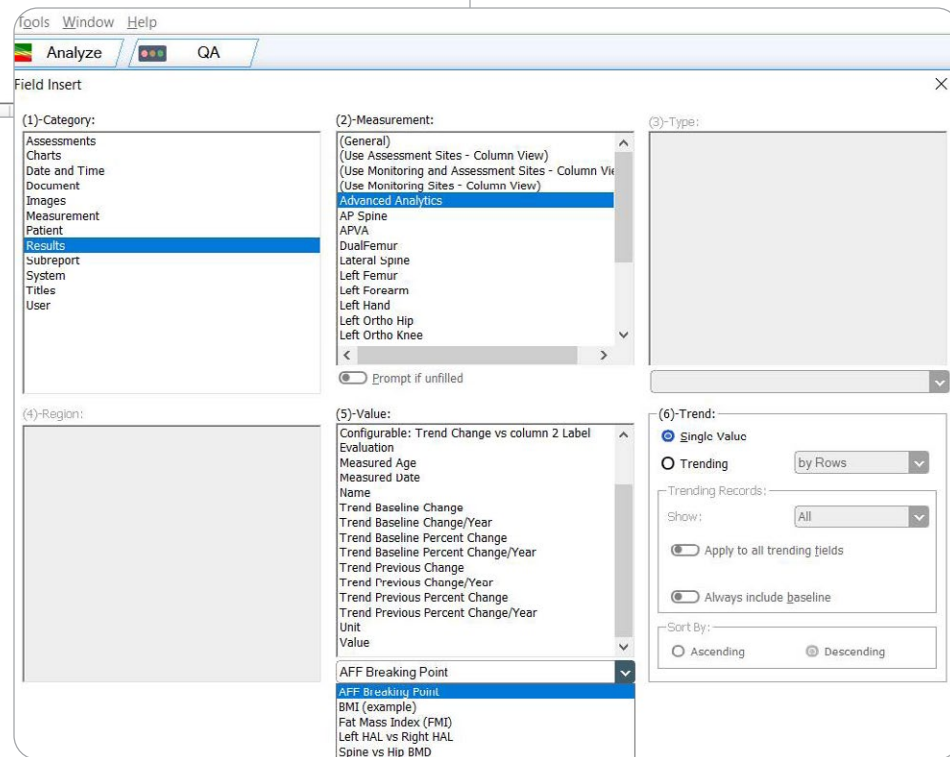 Tools Window Help
Analyze QA
Field Insert
(1)-Category:
Assessments
Charts
Date and Time
Document
Images
Measurement
Patient
Results
Subreport
System
Titles
User
(2)-Measurement:
(General)
(Use Assessment Sites - Column View)
(Use Monitoring and Assessment Sites - Column Vie
(Use Monitoring Sites - Column View)
Advanced Analytics
AP Spine
APVA
DualFemur
Lateral Spine
Left Femur
Left Forearm
Left Hand
Left Ortho Hip
Left Ortho Knee
Prompt if unfilled
(3)-Type:
(4)-Region:
(5)-Value:
Configurable: Trend Change vs column 2 Label
Evaluation
Measured Age
Measured Date
Name
Trend Baseline Change
Trend Baseline Change/Year
Trend Baseline Percent Change
Trend Baseline Percent Change/Year
Trend Previous Change
Trend Previous Change/Year
Trend Previous Percent Change
Trend Previous Percent Change/Year
Unit
Value
AFF Breaking Point
AFF Breaking Point
BMI (example)
Fat Mass Index (FMI)
Left HAL vs Right HAL
Spine vs Hip BMD
(6)-Trend:
Single Value
Trending by Rows
Trending Records:
Show: All
Apply to all trending fields
Always include baseline
Sort By:
Ascending Descending